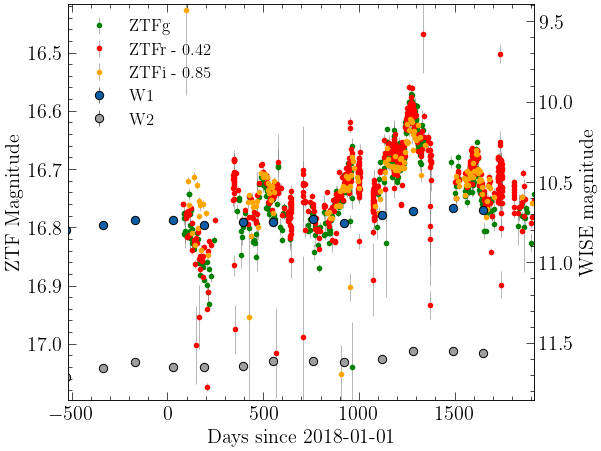 ZTFg
ZTFr - 0.42
ZTFi - 0.85
W1
W2
16.5
16.6
16.7
16.8
16.9
17.0
ZTF Magnitude
9.5
10.0
10.5
11.0
11.5
WISE magnitude
−500
0
500
1000
1500
Days since 2018-01-01